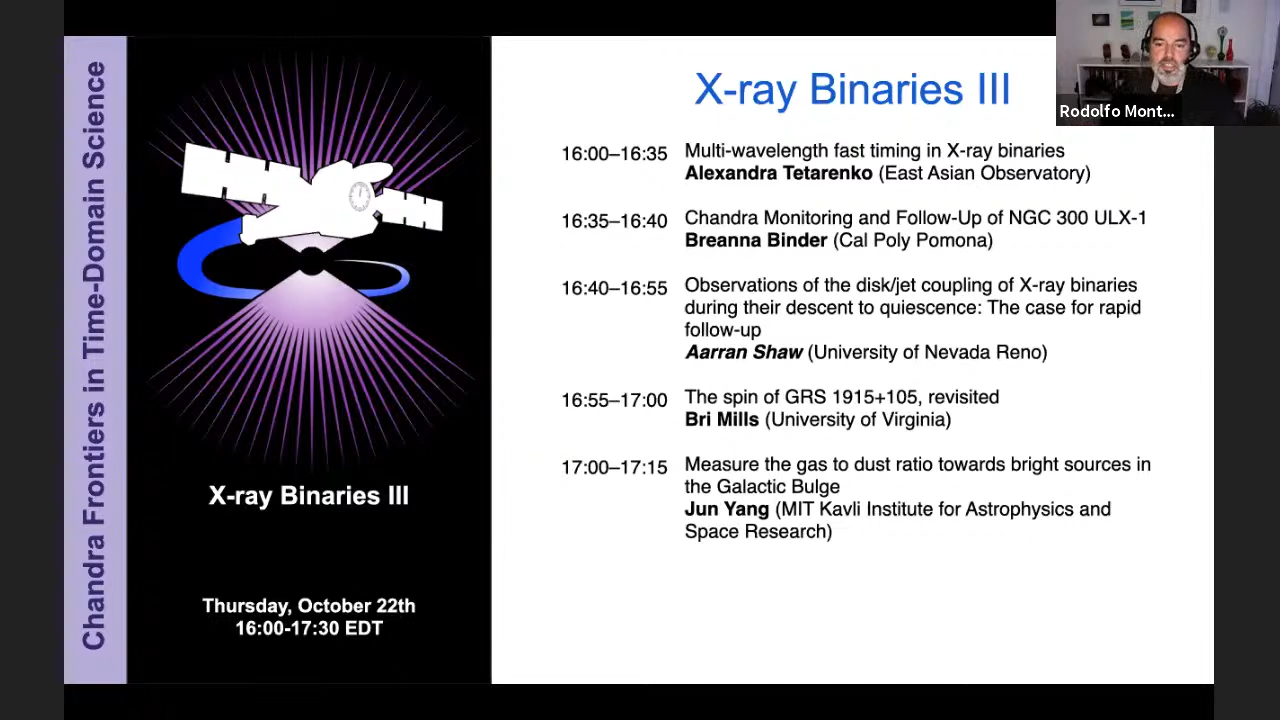 Chandra Frontiers in Time-Domain Science
X-ray Binaries III
Thursday, October 22th
16:00-17:30 EDT
X-ray Binaries III
16:00–16:35 Multi-wavelength fast timing in X-ray binaries
Alexandra Tetarenko (East Asian Observatory)
16:35–16:40 Chandra Monitoring and Follow-Up of NGC 300 ULX-1
Breanna Binder (Cal Poly Pomona)
16:40–16:55 Observations of the disk/jet coupling of X-ray binaries
during their descent to quiescence: The case for rapid
follow-up
Aarran Shaw (University of Nevada Reno)
16:55–17:00 The spin of GRS 1915+105, revisited
Bri Mills (University of Virginia)
17:00–17:15 Measure the gas to dust ratio towards bright sources in
the Galactic Bulge
Jun Yang (MIT Kavli Institute for Astrophysics and
Space Research)
Rodolfo Mont...